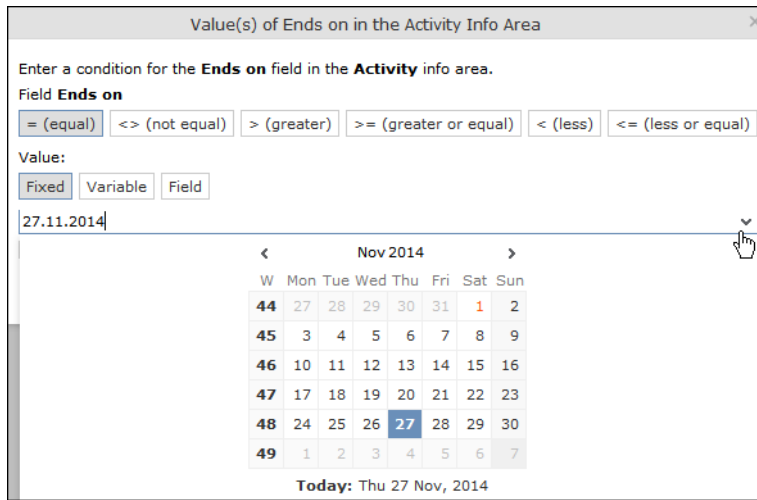 Value(s) of Ends on in the Activity Info Area
Enter a condition for the Ends on field in the Activity info area.
Field Ends on
= (equal) <> (not equal) > (greater) >= (greater or equal) < (less) <= (less or equal)
Value:
Fixed Variable Field
27.11.2014
Nov 2014
W Mon Tue Wed Thu Fri Sat Sun
44 27 28 29 30 31 1 2
45 3 4 5 6 7 8 9
46 10 11 12 13 14 15 16
47 17 18 19 20 21 22 23
48 24 25 26 27 28 29 30
49 1 2 3 4 5 6 7
Today: Thu 27 Nov, 2014